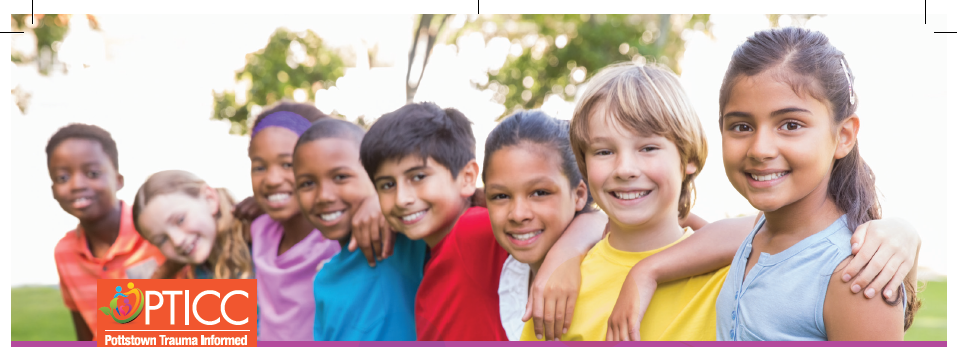 PTICC
Pottstown Trauma Informed